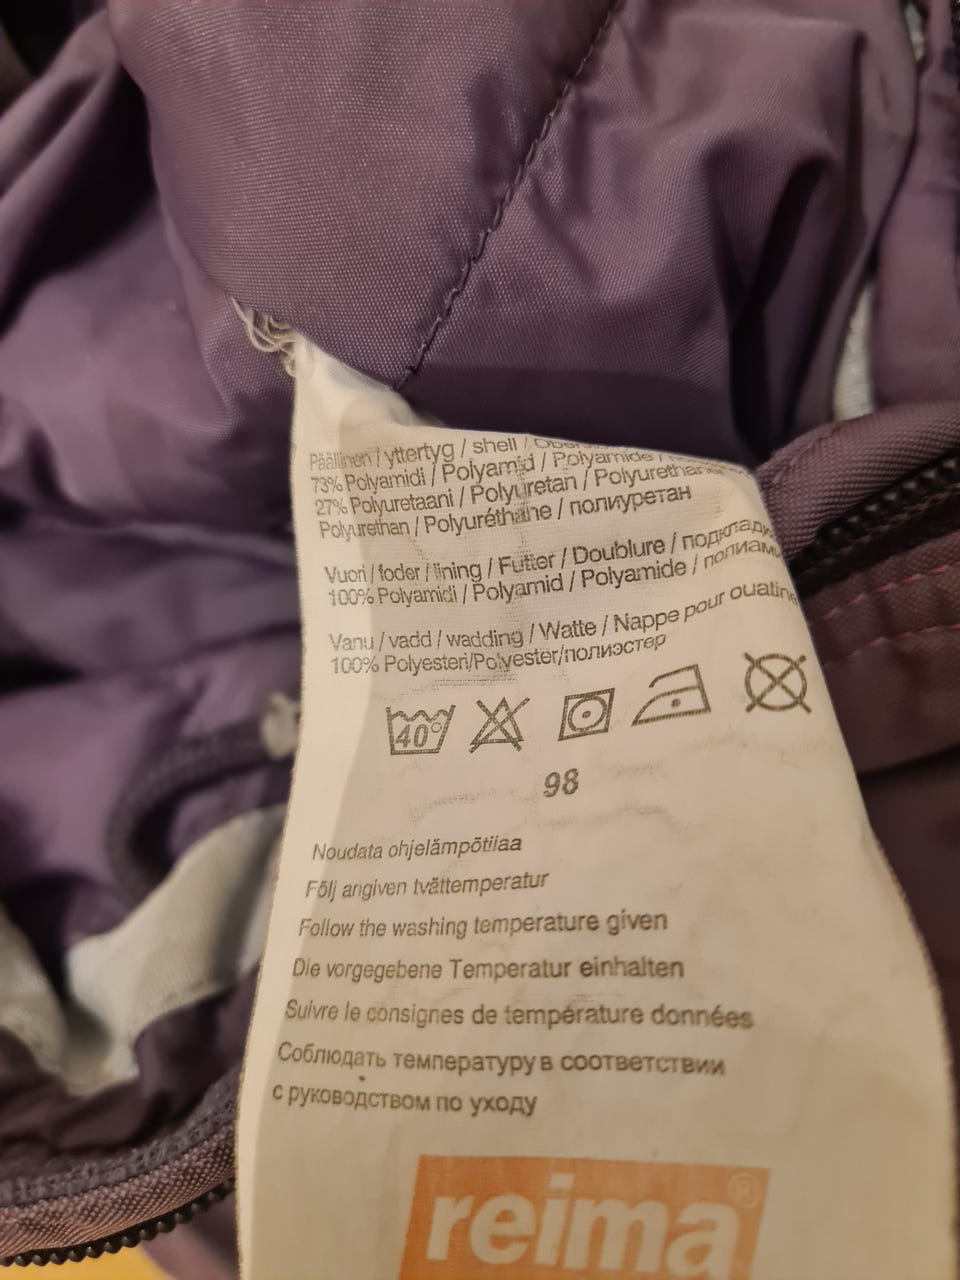 Päällinen / yttertyg / shell /
73% Polyamidi / Polyamid / Polyamide /
27% Polyuretaani / Polyuretan / Polyurethane
Polyurethan / Polyuréthane / полиуретан
Vuori / foder / lining / Futter / Doublure /
100% Polyamidi / Polyamid / Polyamide /
Vanu / vadd / wadding / Watte / Nappe pour ouatine
100% Polyesteri/Polyester/полиэстер
40°
98
Noudata ohjelämpõtilaa
Fõlj angiven tvättemperatur
Follow the washing temperature given
Die vorgegebene Temperatur einhalten
Suivre le consignes de température données
Соблюдать температуру в соответствии
с руководством по уходу
reima®